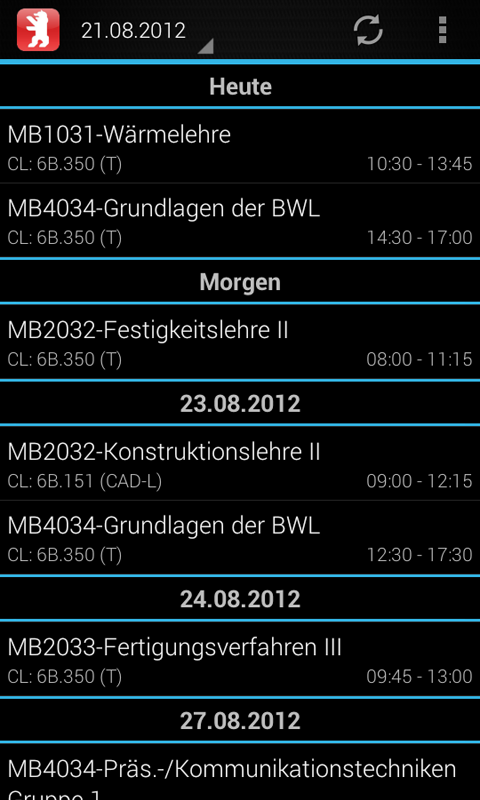 21.08.2012
Heute
MB1031-Wärmelehre
CL: 6B.350 (T) 10:30 - 13:45
MB4034-Grundlagen der BWL
CL: 6B.350 (T) 14:30 - 17:00
Morgen
MB2032-Festigkeitslehre II
CL: 6B.350 (T) 08:00 - 11:15
23.08.2012
MB2032-Konstruktionslehre II
CL: 6B.151 (CAD-L) 09:00 - 12:15
MB4034-Grundlagen der BWL
CL: 6B.350 (T) 12:30 - 17:30
24.08.2012
MB2033-Fertigungsverfahren III
CL: 6B.350 (T) 09:45 - 13:00
27.08.2012
MB4034-Präs.-/Kommunikationstechniken
Gruppe 1